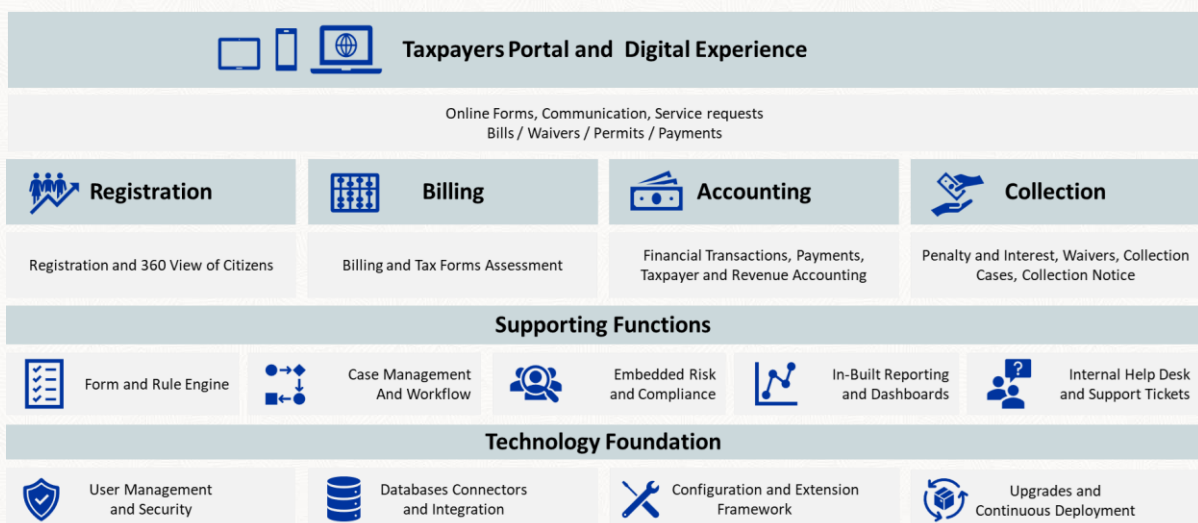 Taxpayers Portal and Digital Experience
Online Forms, Communication, Service requests
Bills / Waivers / Permits / Payments
Registration
Billing
Accounting
Collection
Registration and 360 View of Citizens
Billing and Tax Forms Assessment
Financial Transactions, Payments,
Taxpayer and Revenue Accounting
Penalty and Interest, Waivers, Collection
Cases, Collection Notice
Supporting Functions
Form and Rule Engine
Case Management
And Workflow
Embedded Risk
and Compliance
In-Built Reporting
and Dashboards
?
Internal Help Desk
and Support Tickets
Technology Foundation
User Management
and Security
Databases Connectors
and Integration
Configuration and Extension
Framework
Upgrades and
Continuous Deployment